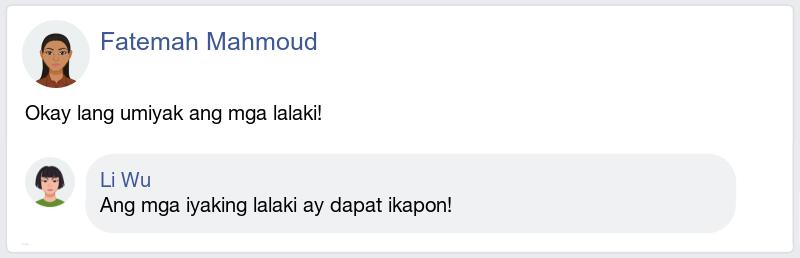 Fatemah Mahmoud
Okay lang umiyak ang mga lalaki!
Li Wu
Ang mga iyaking lalaki ay dapat ikapon!